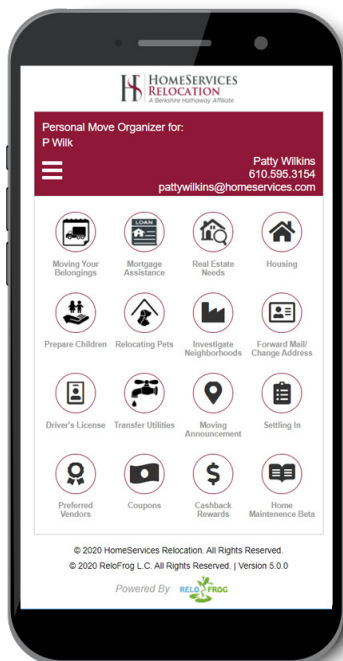 HS HOMESERVICES
RELOCATION
A Berkshire Hathaway Affiliate
Personal Move Organizer for:
P Wilk
Patty Wilkins
610.595.3154
pattywilkins@homeservices.com
Moving Your
Belongings
LOAN
Mortgage
Assistance
Real Estate
Needs
Housing
Prepare Children
Relocating Pets
Investigate
Neighborhoods
Forward Mail/
Change Address
Driver's License
Transfer Utilities
Moving
Announcement
Settling In
Preferred
Vendors
Coupons
$
Cashback
Rewards
Home
Maintenence Beta
© 2020 HomeServices Relocation. All Rights Reserved.
© 2020 ReloFrog L.C. All Rights Reserved. | Version 5.0.0
Powered By RELO FROG